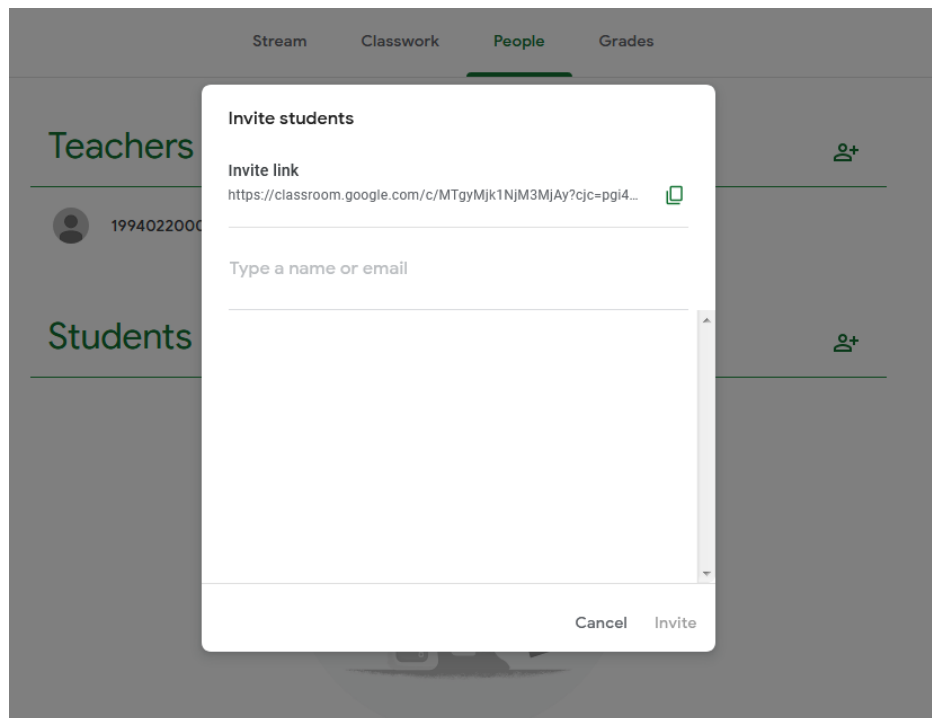 Stream Classwork People Grades
Invite students
Teachers
Invite link
https://classroom.google.com/c/MTgyMjk1NjM3MjAy?cjc=pgi4...
199402200
Type a name or email
Students
Cancel Invite